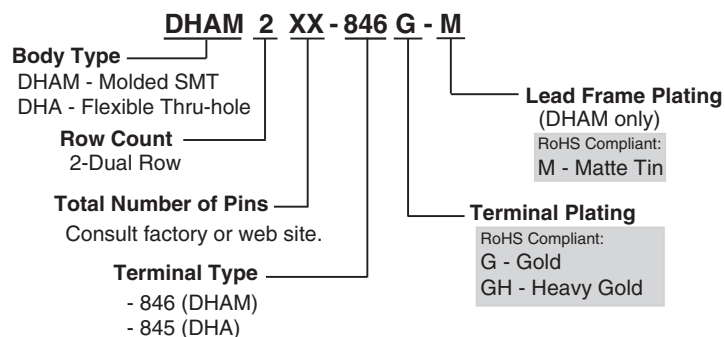 DHAM 2 XX - 846 G - M
Body Type
DHAM - Molded SMT
DHA - Flexible Thru-hole
Row Count
2-Dual Row
Total Number of Pins
Consult factory or web site.
Terminal Type
- 846 (DHAM)
- 845 (DHA)
Lead Frame Plating
(DHAM only)
RoHS Compliant:
M - Matte Tin
Terminal Plating
RoHS Compliant:
G - Gold
GH - Heavy Gold